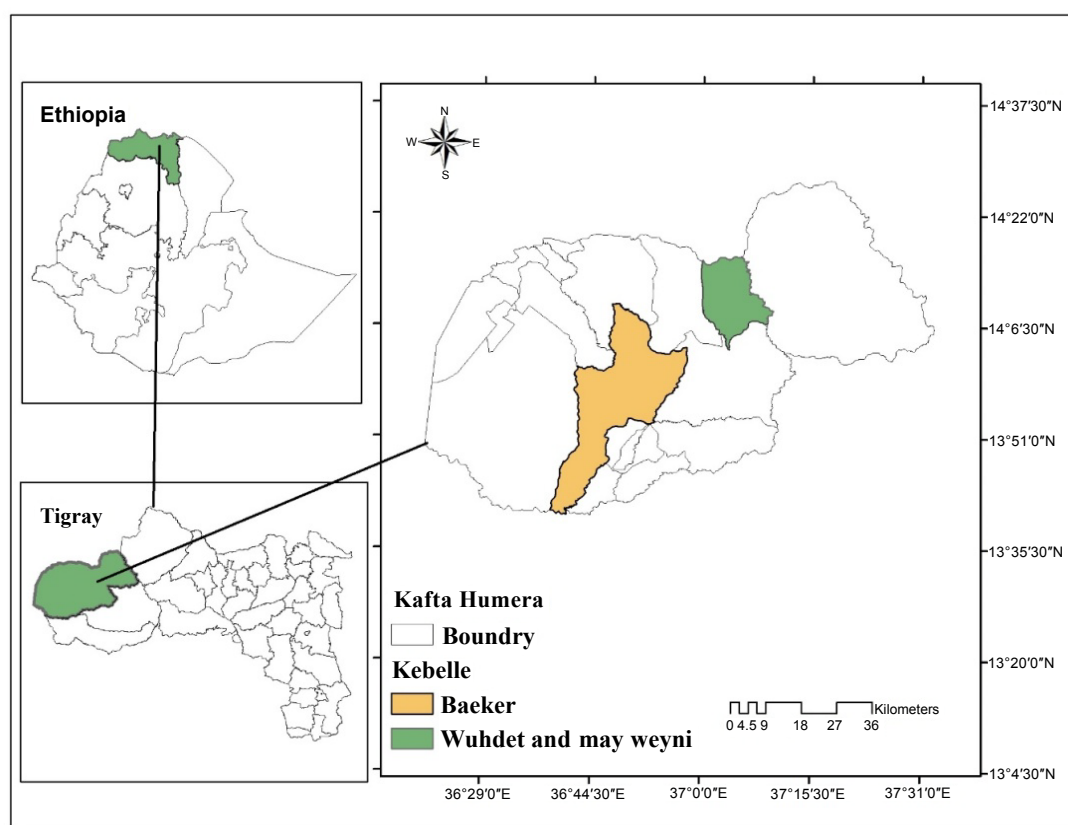 Ethiopia
Tigray
N
W E
S
14°37′30″N
14°22′0″N
14°6′30″N
13°51′0″N
13°35′30″N
13°20′0″N
13°4′30″N
Kafta Humera
Boundry
Kebelle
Baeker
Wuhdet and may weyni
Kilometers
0 4.5 9 18 27 36
36°29′0″E 36°44′30″E 37°0′0″E 37°15′30″E 37°31′0″E